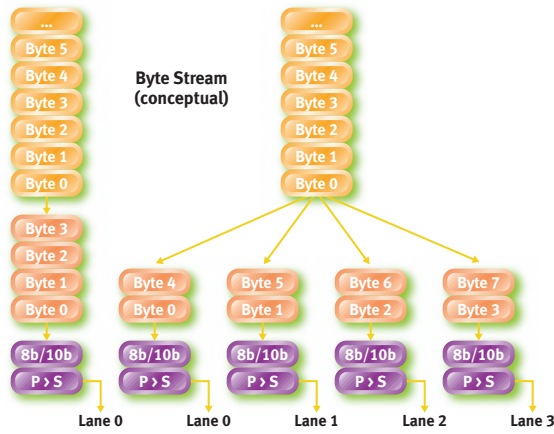 ...
Byte 5
Byte 4
Byte 3
Byte 2
Byte 1
Byte 0
Byte 3
Byte 2
Byte 1
Byte 0
8b/10b
P › S
Lane 0
Byte Stream
(conceptual)
...
Byte 5
Byte 4
Byte 3
Byte 2
Byte 1
Byte 0
Byte 4
Byte 0
8b/10b
P › S
Lane 0
Byte 5
Byte 1
8b/10b
P › S
Lane 1
Byte 6
Byte 2
8b/10b
P › S
Lane 2
Byte 7
Byte 3
8b/10b
P › S
Lane 3